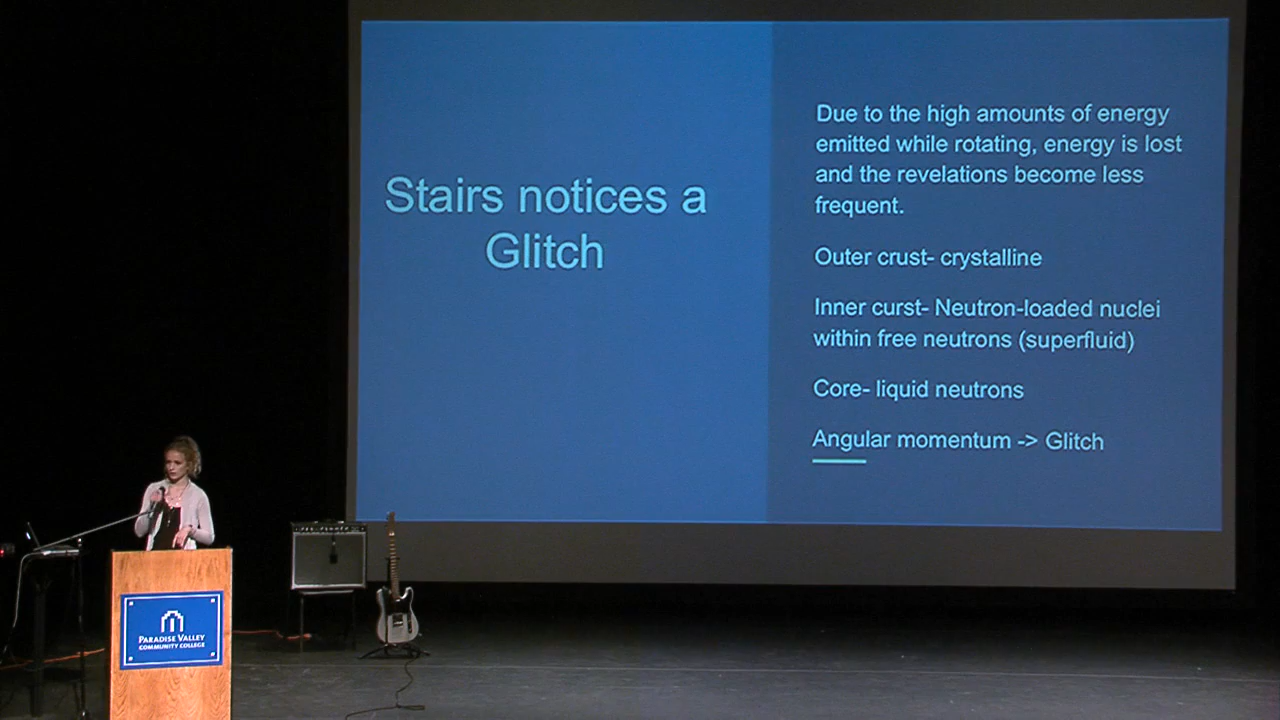 Stairs notices a
Glitch
Due to the high amounts of energy
emitted while rotating, energy is lost
and the revelations become less
frequent.
Outer crust- crystalline
Inner curst- Neutron-loaded nuclei
within free neutrons (superfluid)
Core- liquid neutrons
Angular momentum -> Glitch
PARADISE VALLEY
COMMUNITY COLLEGE